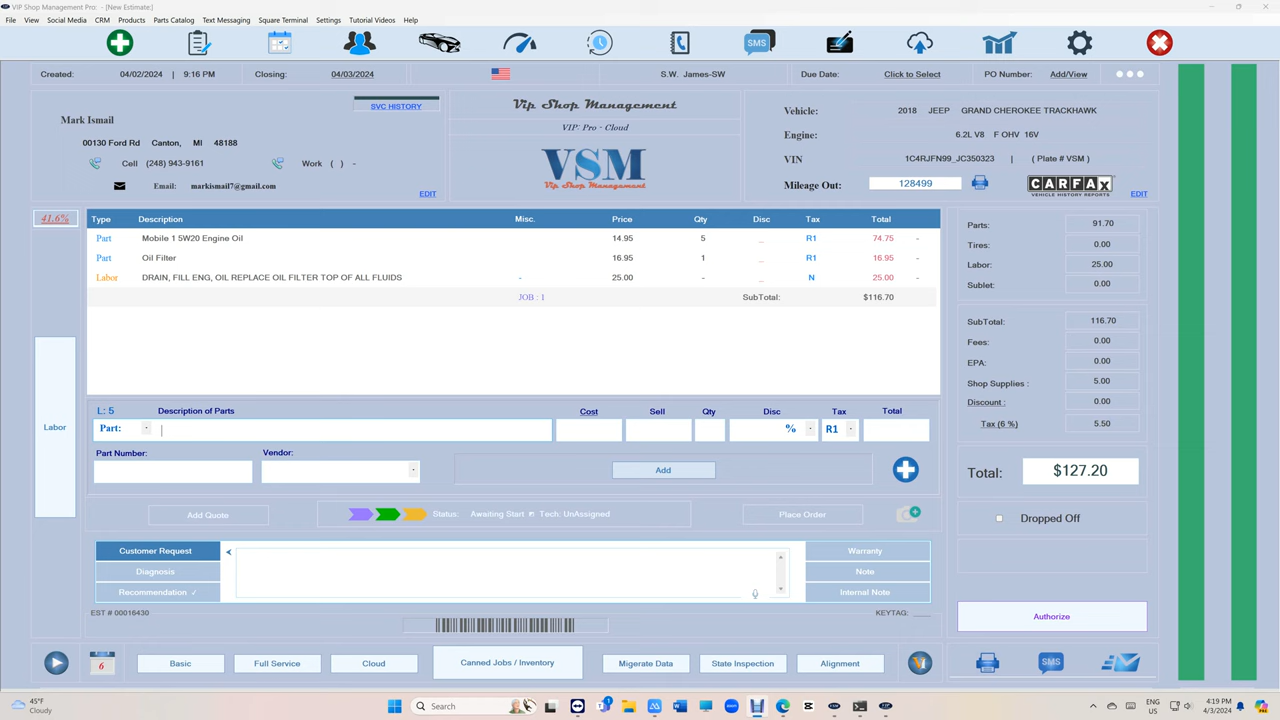 VIP Shop Management Pro: - [New Estimate:]
File View Social Media CRM Products Parts Catalog Text Messaging Square Terminal Settings Tutorial Videos Help
SMS
Created: 04/02/2024 | 9:16 PM Closing: 04/03/2024 S.W. James-SW Due Date: Click to Select PO Number: Add/View
SVC HISTORY
Mark Ismail
00130 Ford Rd Canton, MI 48188
Cell (248) 943-9161 Work ( ) -
Email: markismail7@gmail.com
EDIT
Vip Shop Management
VIP: Pro - Cloud
VSM
Vip Shop Management
Vehicle: 2018 JEEP GRAND CHEROKEE TRACKHAWK
Engine: 6.2L V8 F OHV 16V
VIN 1C4RJFN99_JC350323 | ( Plate # VSM )
Mileage Out: 128499 CARFAX
VEHICLE HISTORY REPORTS
EDIT
41.6%
Type Description Misc. Price Qty Disc Tax Total
Part Mobile 1 5W20 Engine Oil 14.95 5 _ R1 74.75 -
Part Oil Filter 16.95 1 _ R1 16.95 -
Labor DRAIN, FILL ENG, OIL REPLACE OIL FILTER TOP OF ALL FLUIDS - 25.00 - _ N 25.00 -
JOB : 1 SubTotal: $116.70
Parts: 91.70
Tires: 0.00
Labor: 25.00
Sublet: 0.00
SubTotal: 116.70
Fees: 0.00
EPA: 0.00
Shop Supplies : 5.00
Discount : 0.00
Tax (6 %) 5.50
Total: $127.20
Dropped Off
Authorize
Labor
L: 5 Description of Parts Cost Sell Qty Disc Tax Total
Part: % R1
Part Number: Vendor:
Add
Add Quote Status: Awaiting Start Tech: UnAssigned Place Order
Customer Request
Diagnosis
Recommendation ✓
Warranty
Note
Internal Note
EST # 00016430 KEYTAG: ____
6 Basic Full Service Cloud Canned Jobs / Inventory Migerate Data State Inspection Alignment SMS
45°F
Cloudy
Search
ENG
US
4:19 PM
4/3/2024